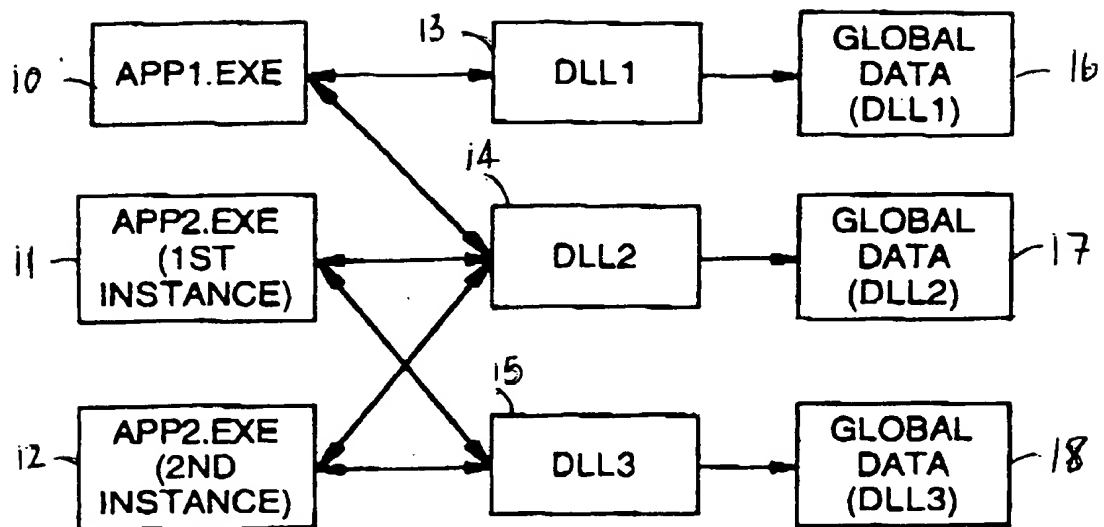 13
10
APP1.EXE
DLL1
GLOBAL
DATA
(DLL1)
16
14
11
APP2.EXE
(1ST
INSTANCE)
DLL2
GLOBAL
DATA
(DLL2)
17
15
12
APP2.EXE
(2ND
INSTANCE)
DLL3
GLOBAL
DATA
(DLL3)
18